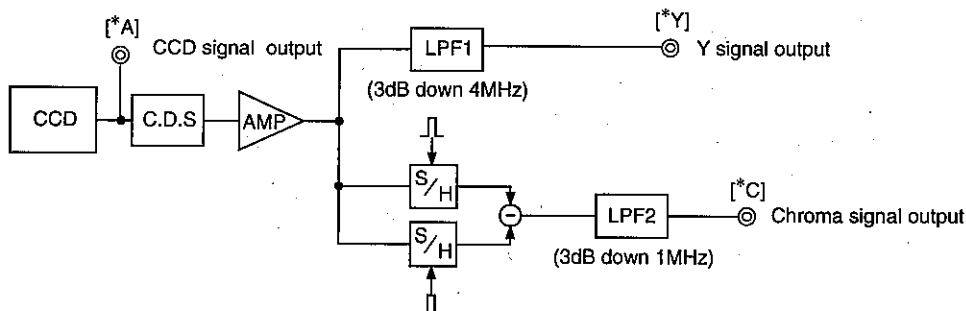 [*A]
CCD signal output
[*Y]
LPF1
Y signal output
(3dB down 4MHz)
CCD
C.D.S
AMP
S/H
[*C]
LPF2
Chroma signal output
S/H
(3dB down 1MHz)